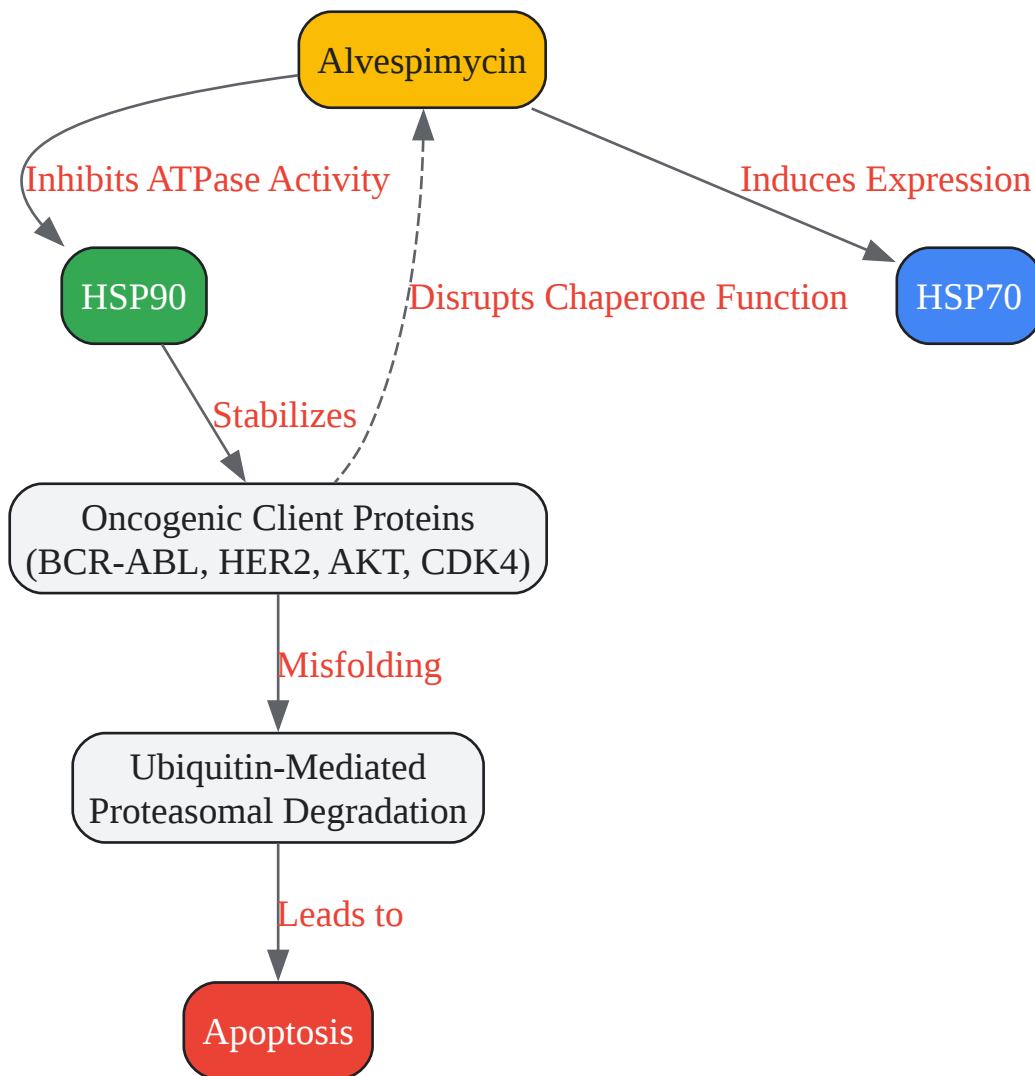 Alvespimycin
Inhibits ATPase Activity
Induces Expression
HSP90
Disrupts Chaperone Function
HSP70
Stabilizes
Oncogenic Client Proteins
(BCR-ABL, HER2, AKT, CDK4)
Misfolding
Ubiquitin-Mediated
Proteasomal Degradation
Leads to
Apoptosis